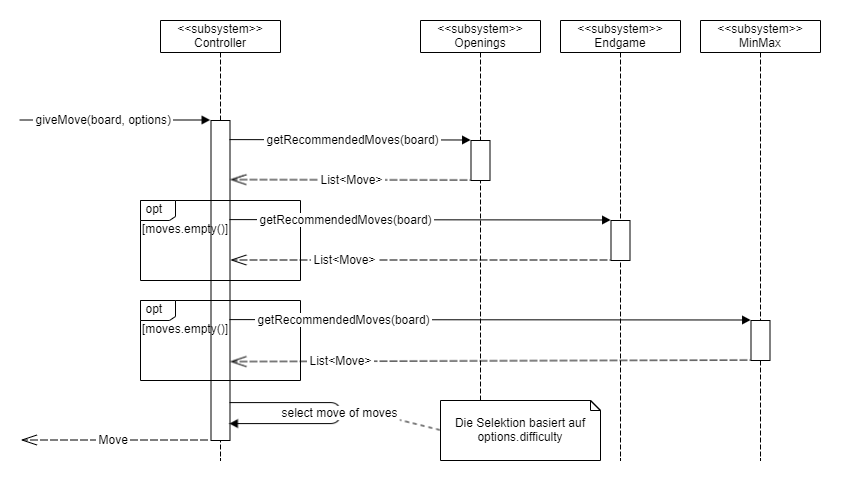 <<subsystem>>
Controller
<<subsystem>>
Openings
<<subsystem>>
Endgame
<<subsystem>>
MinMax
giveMove(board, options)
getRecommendedMoves(board)
List<Move>
opt
[moves.empty()]
getRecommendedMoves(board)
List<Move>
opt
[moves.empty()]
getRecommendedMoves(board)
List<Move>
select move of moves
Die Selektion basiert auf
options.difficulty
Move